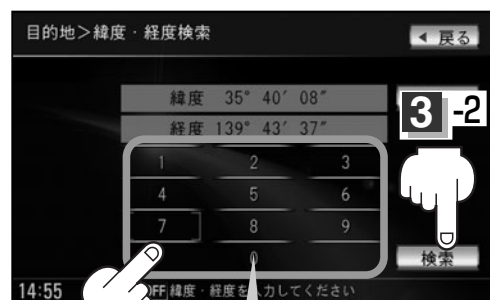 目的地＞緯度・経度検索
◀ 戻る
緯度 35° 40′ 08″
経度 139° 43′ 37″
3 -2
1 2 3
4 5 6
7 8 9
0
検索
14:55 緯度・経度を入力してください